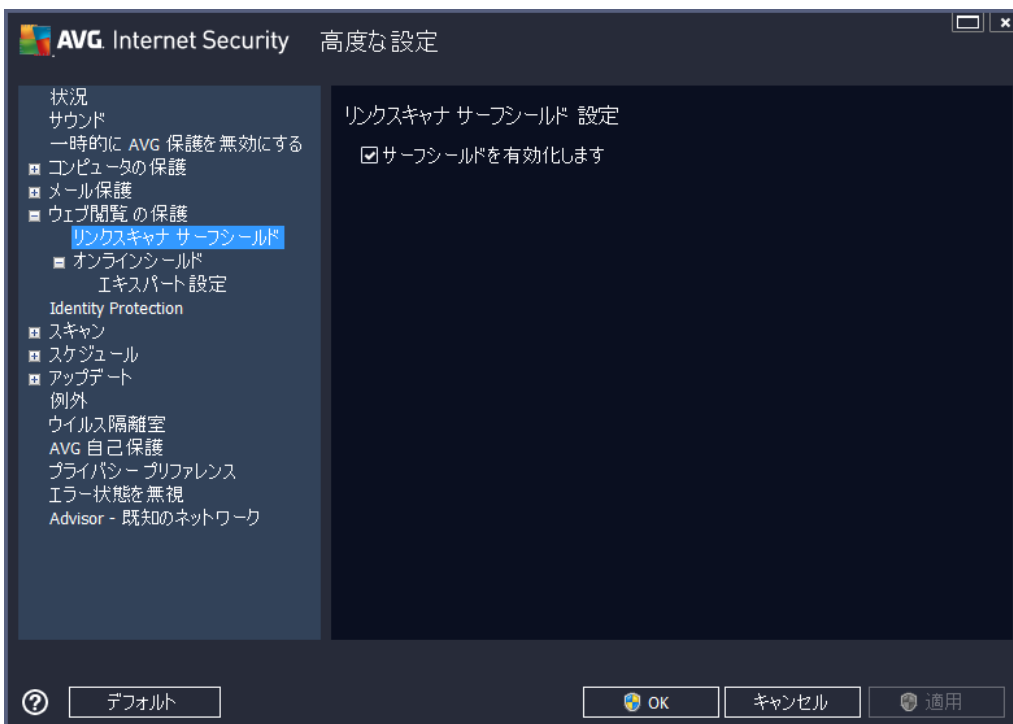 AVG. Internet Security 高度な設定
状況
サウンド
一時的に AVG 保護を無効にする
コンピュータの保護
メール保護
ウェブ閲覧 の保護
リンクスキャナ サーフシールド
オンラインシールド
エキスパート設定
Identity Protection
スキャン
スケジュール
アップデート
例外
ウイルス隔離室
AVG 自己保護
プライバシー プリファレンス
エラー状態を無視
Advisor - 既知のネットワーク
リンクスキャナ サーフシールド 設定
サーフシールドを有効化します
デフォルト
OK
キャンセル
適用